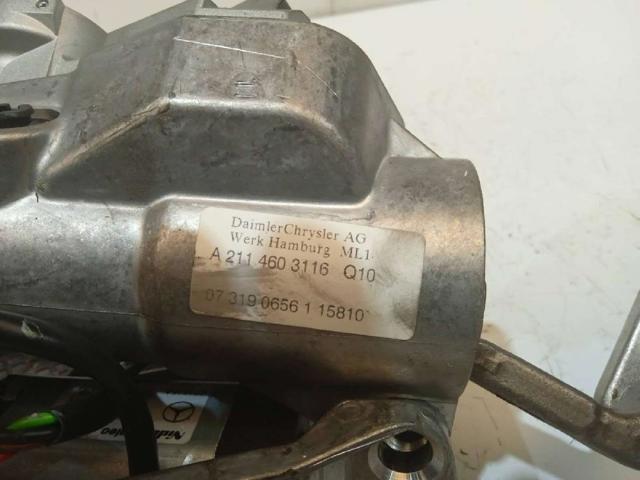 DaimlerChrysler AG
Werk Hamburg ML1
A 211 460 3116 Q10
07 319 0656 1 15810